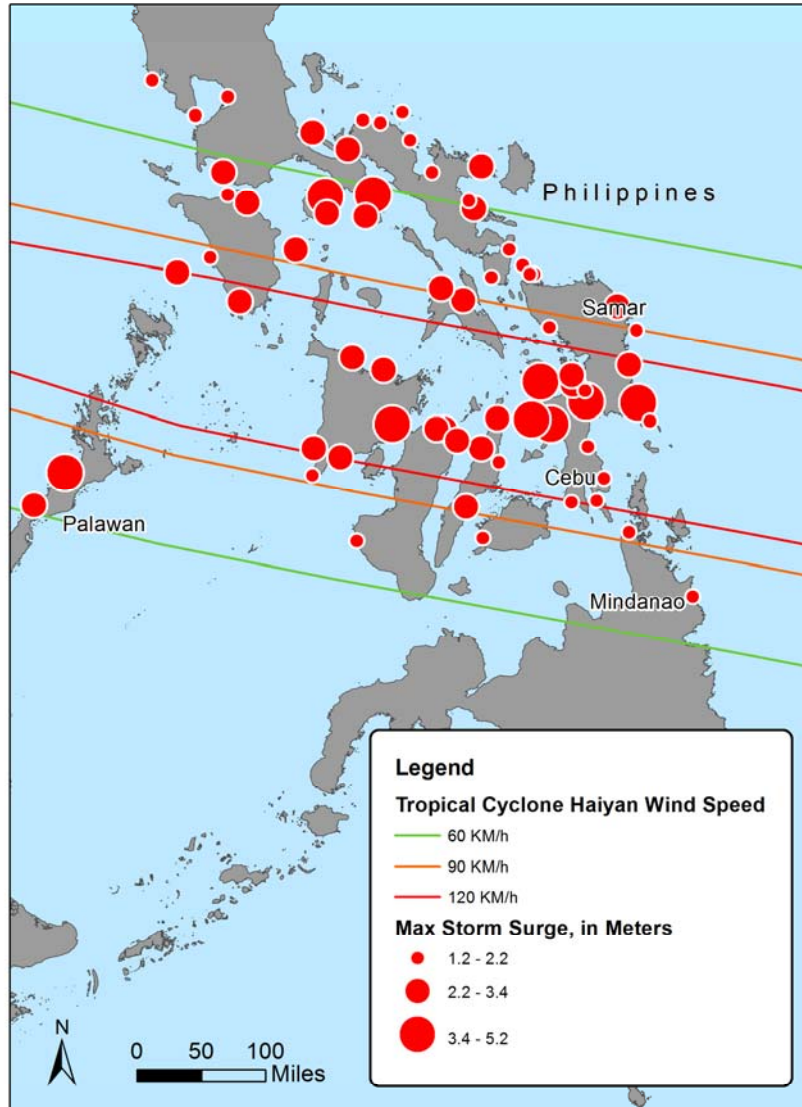 Philippines
Samar
Cebu
Palawan
Mindanao
Legend
Tropical Cyclone Haiyan Wind Speed
60 KM/h
90 KM/h
120 KM/h
Max Storm Surge, in Meters
1.2 - 2.2
2.2 - 3.4
3.4 - 5.2
N
0 50 100
Miles